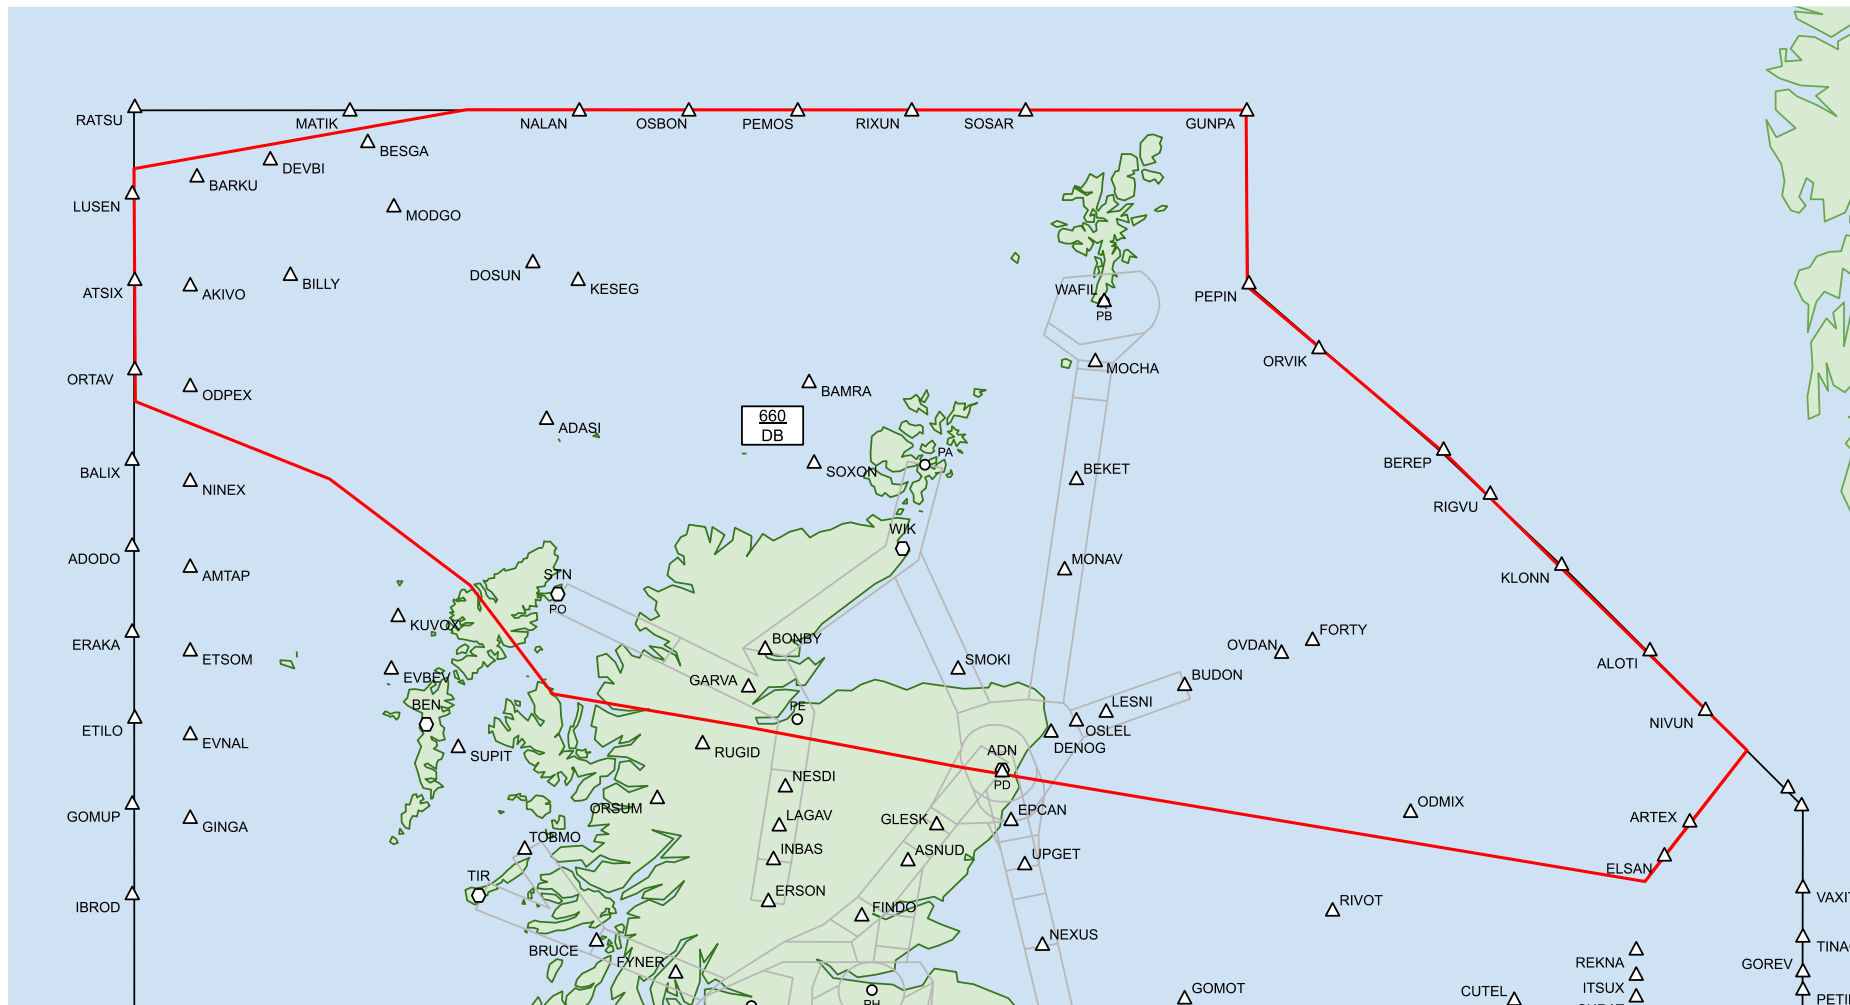 RATSU
MATIK
NALAN
OSBON
PEMOS
RIXUN
SOSAR
GUNPA
BESGA
DEVBI
BARKU
LUSEN
MODGO
DOSUN
KESEG
BILLY
AKIVO
ATSIX
WAFIL
PB
PEPIN
ORVIK
MOCHA
ORTAV
ODPEX
BAMRA
660
DB
ADASI
PA
SOXON
BALIX
NINEX
BEKET
BEREP
RIGVU
WIK
ADODO
AMTAP
STN
PO
MONAV
KLONN
KUVOX
ERAKA
ETSOM
BONBY
SMOKI
OVDAN
FORTY
ALOTI
EVBEV
GARVA
BUDON
BEN
PE
LESNI
OSLEL
DENOG
NIVUN
ETILO
EVNAL
SUPIT
RUGID
ADN
PD
NESDI
ORSUM
ODMIX
GOMUP
GINGA
LAGAV
GLESK
EPCAN
ARTEX
TOBMO
INBAS
ASNUD
UPGET
ELSAN
TIR
ERSON
IBROD
FINDO
RIVOT
BRUCE
NEXUS
FYNER
REKNA
GOREV
ITSUX
GOMOT
CUTEL
PH